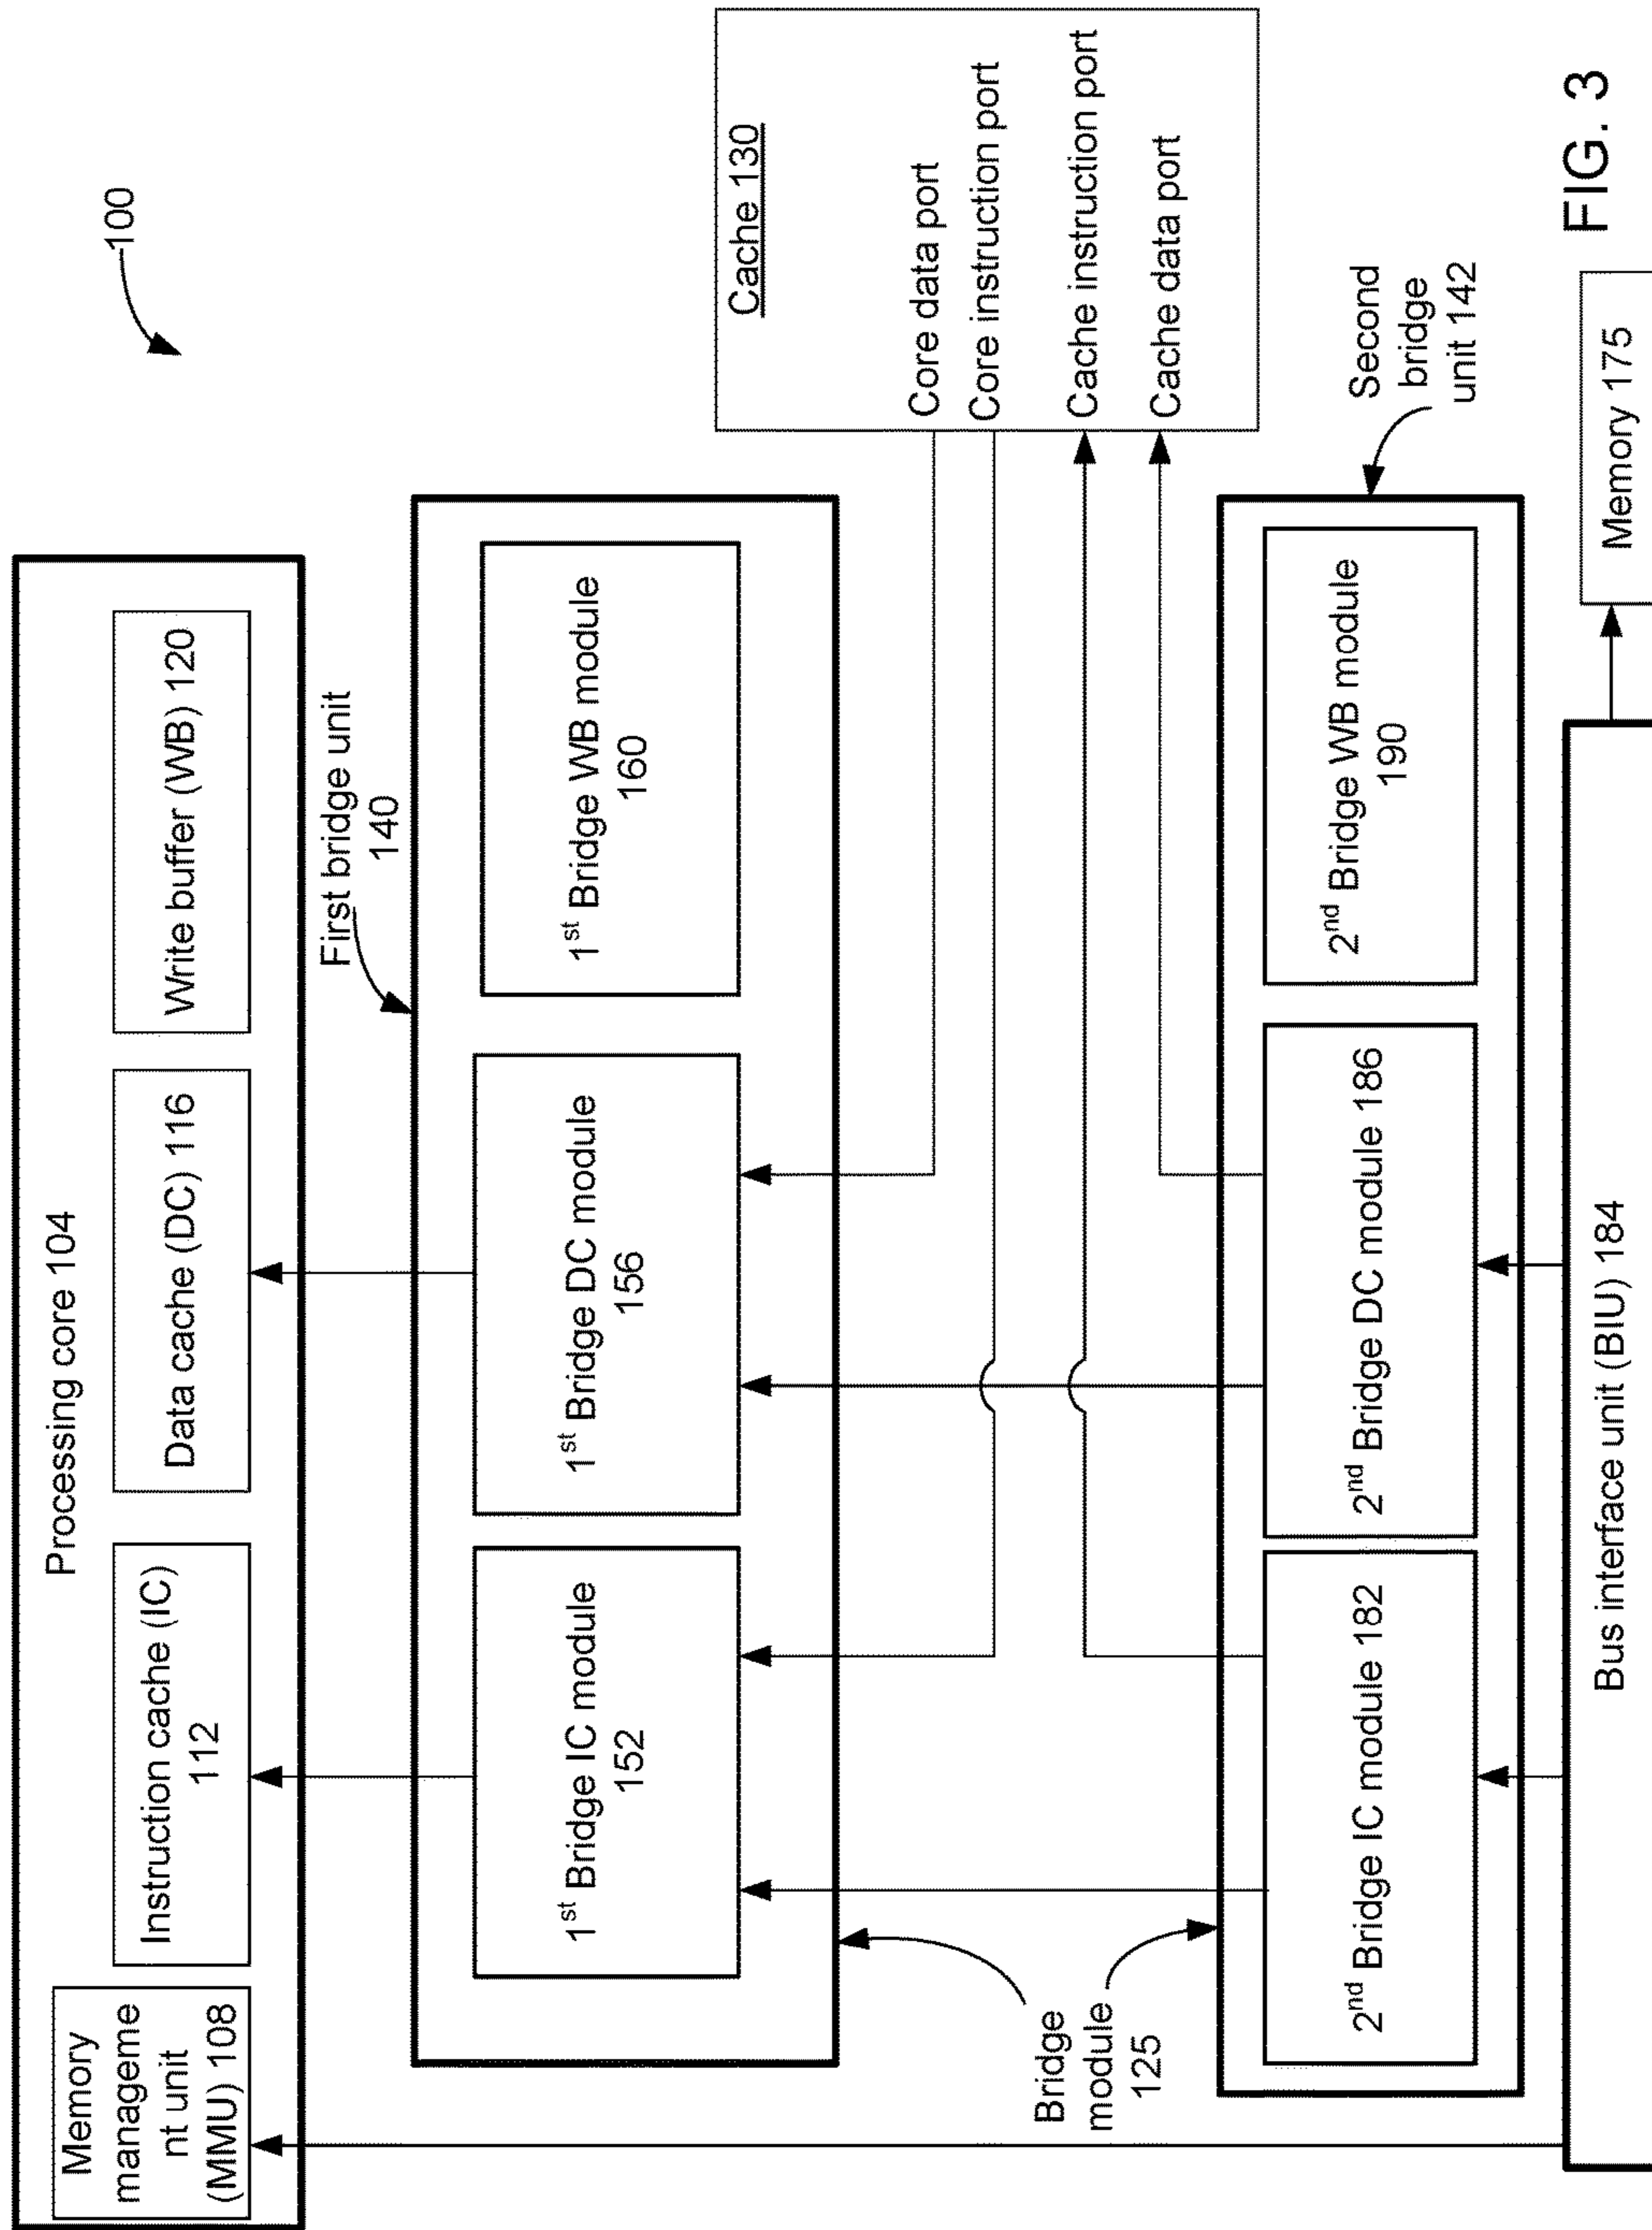 100
Processing core 104
Memory
manageme
nt unit
(MMU) 108
Instruction cache (IC)
112
Data cache (DC) 116
Write buffer (WB) 120
First bridge unit
140
1st Bridge IC module
152
1st Bridge DC module
156
1st Bridge WB module
160
Cache 130
Core data port
Core instruction port
Cache instruction port
Cache data port
Bridge
module
125
Second
bridge
unit 142
2nd Bridge IC module 182
2nd Bridge DC module 186
2nd Bridge WB module
190
Bus interface unit (BIU) 184
Memory 175
FIG. 3